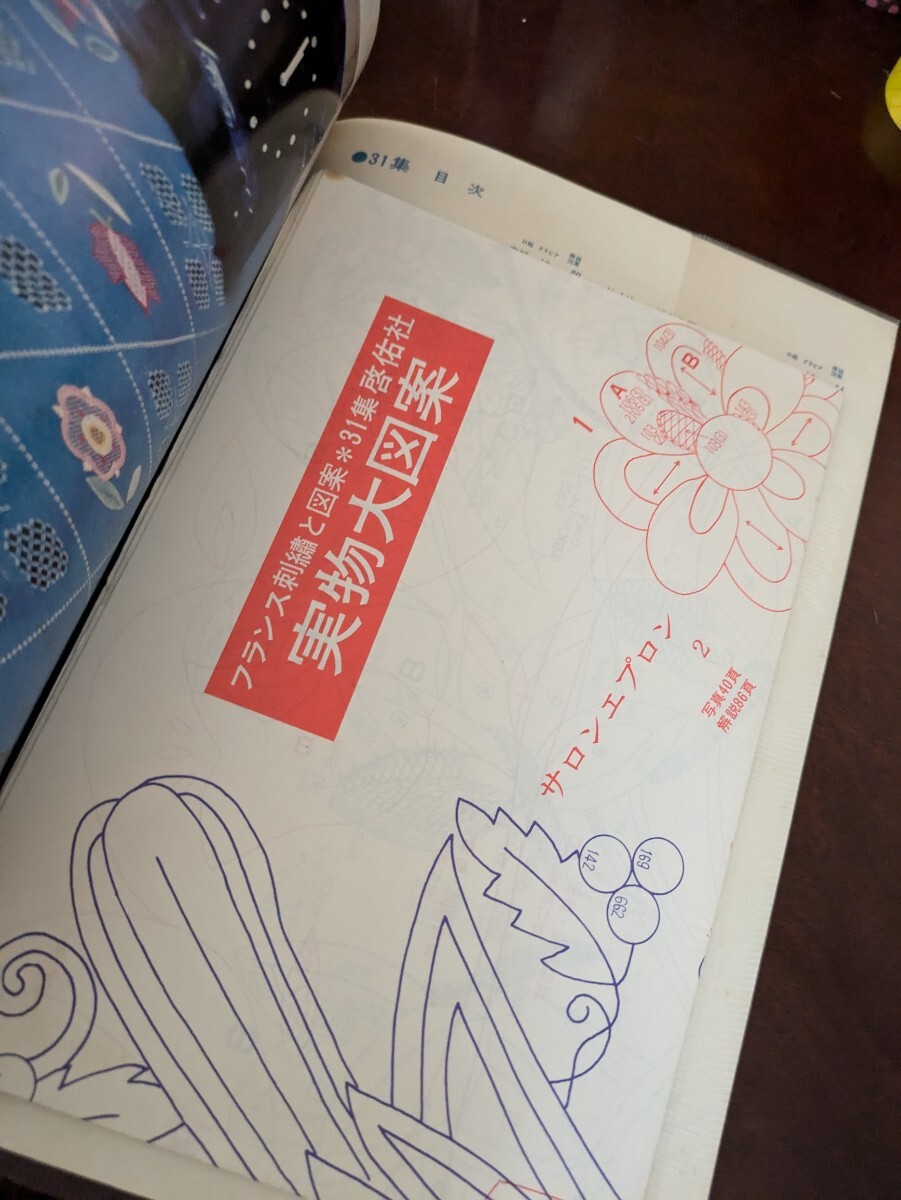 ●31集 目次
フランス刺繍と図案＊31集 啓佑社
実物大図案
1
A
B
サロンエプロン
2
写真40頁
解説86頁
142
169
662